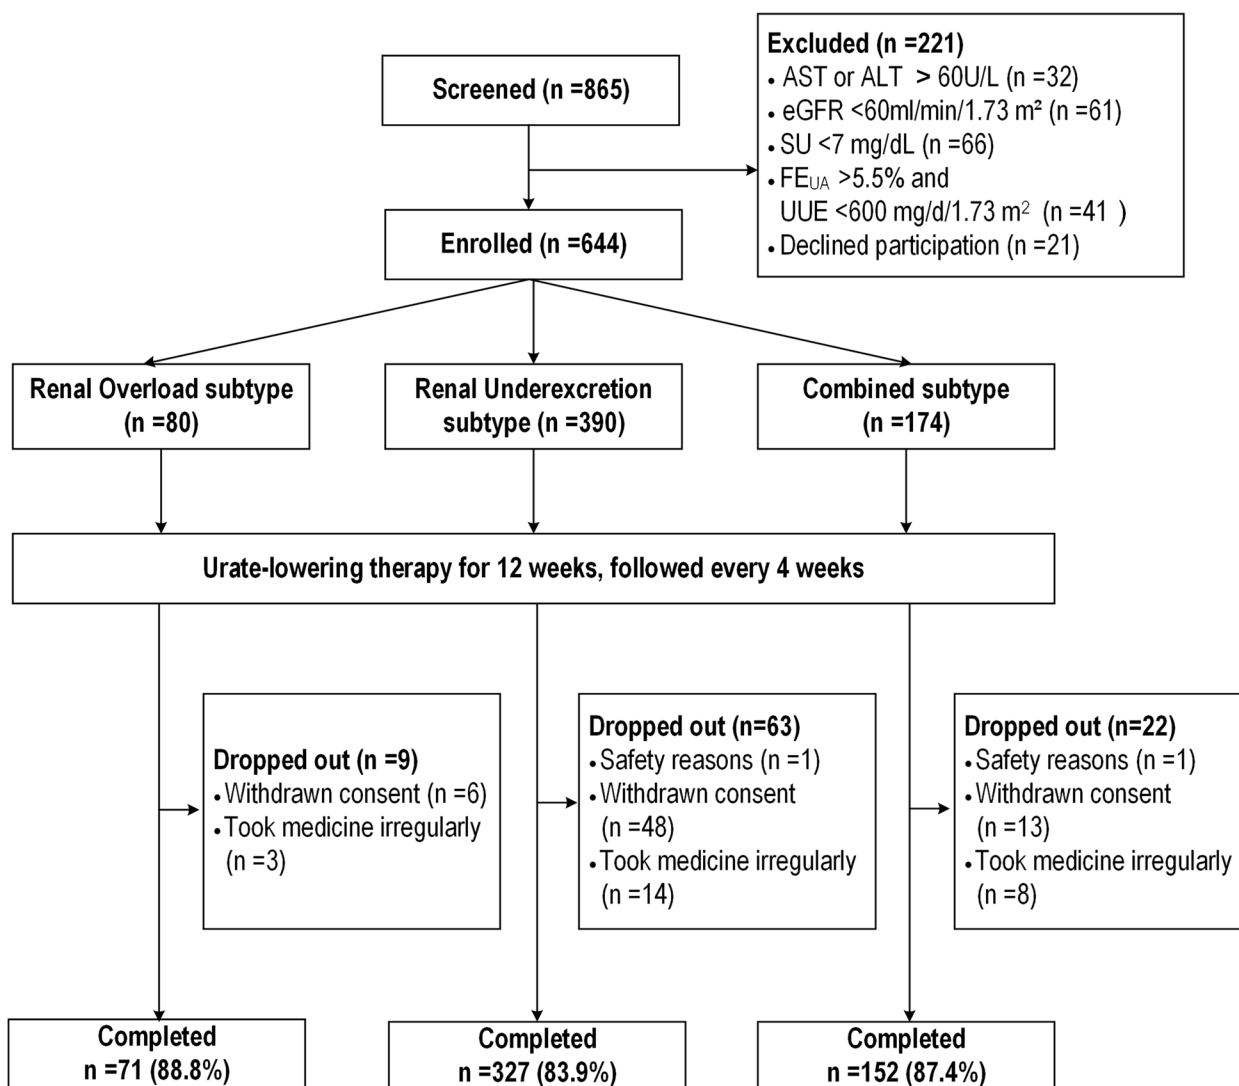 Screened (n =865)
Excluded (n =221)
• AST or ALT > 60U/L (n =32)
• eGFR <60ml/min/1.73 m² (n =61)
• SU <7 mg/dL (n =66)
• FEUA >5.5% and
UUE <600 mg/d/1.73 m² (n =41 )
• Declined participation (n =21)
Enrolled (n =644)
Renal Overload subtype
(n =80)
Renal Underexcretion
subtype (n =390)
Combined subtype
(n =174)
Urate-lowering therapy for 12 weeks, followed every 4 weeks
Dropped out (n =9)
• Withdrawn consent (n =6)
• Took medicine irregularly
(n =3)
Dropped out (n=63)
• Safety reasons (n =1)
• Withdrawn consent
(n =48)
• Took medicine irregularly
(n =14)
Dropped out (n=22)
• Safety reasons (n =1)
• Withdrawn consent
(n =13)
• Took medicine irregularly
(n =8)
Completed
n =71 (88.8%)
Completed
n =327 (83.9%)
Completed
n =152 (87.4%)